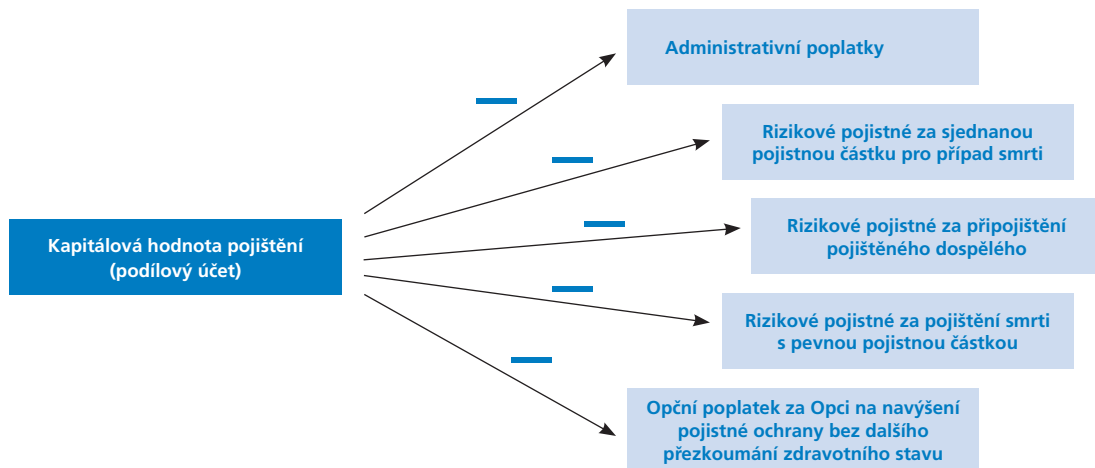 Administrativní poplatky
Rizikové pojistné za sjednanou
pojistnou částku pro případ smrti
Kapitálová hodnota pojištění
(podílový účet)
Rizikové pojistné za připojištění
pojištěného dospělého
Rizikové pojistné za pojištění smrti
s pevnou pojistnou částkou
Opční poplatek za Opci na navýšení
pojistné ochrany bez dalšího
přezkoumání zdravotního stavu